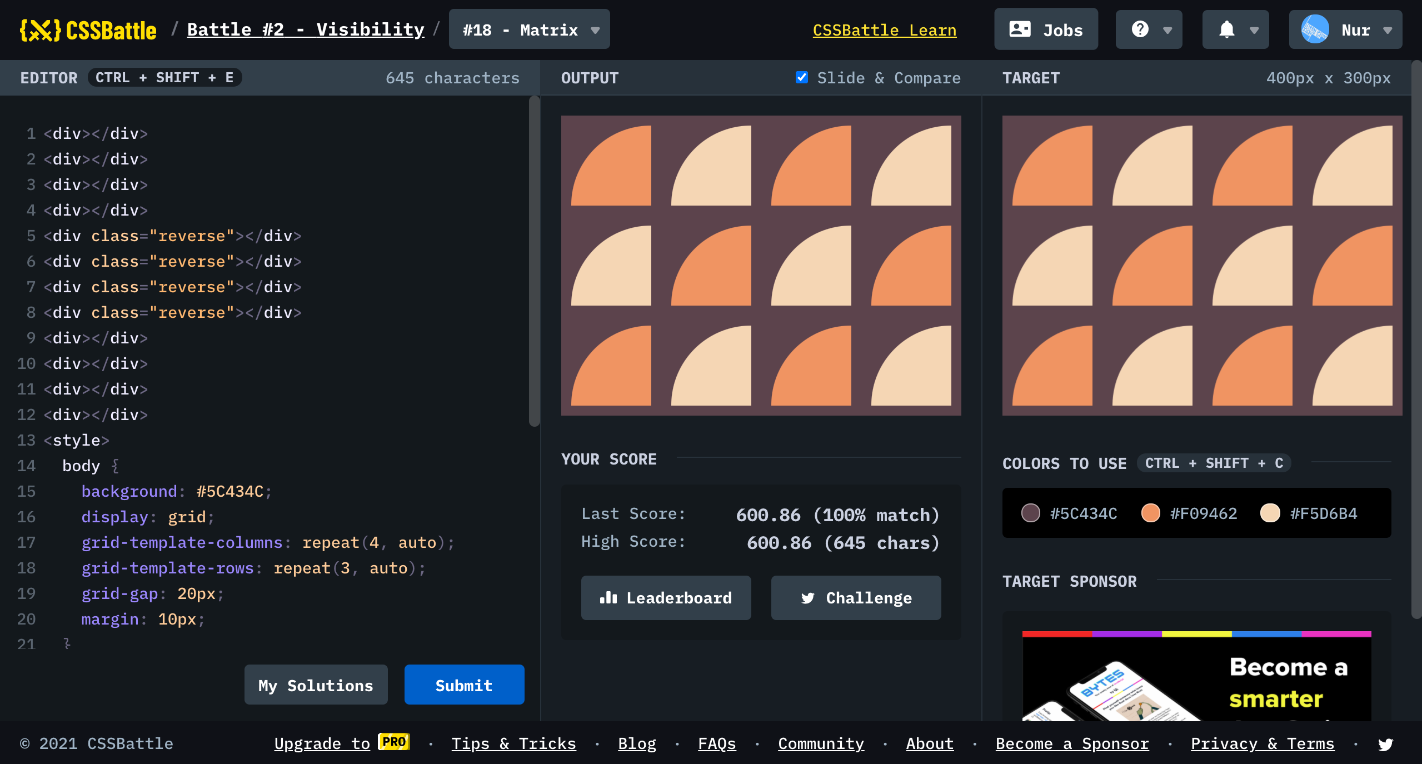 {X} CSSBattle / Battle #2 - Visibility / #18 - Matrix ▼ CSSBattle Learn Jobs ? ▼ ▼ Nur ▼
EDITOR CTRL + SHIFT + E 645 characters
OUTPUT Slide & Compare
TARGET 400px x 300px
1 <div></div>
2 <div></div>
3 <div></div>
4 <div></div>
5 <div class="reverse"></div>
6 <div class="reverse"></div>
7 <div class="reverse"></div>
8 <div class="reverse"></div>
9 <div></div>
10 <div></div>
11 <div></div>
12 <div></div>
13 <style>
14 body {
15 background: #5C434C;
16 display: grid;
17 grid-template-columns: repeat(4, auto);
18 grid-template-rows: repeat(3, auto);
19 grid-gap: 20px;
20 margin: 10px;
21 }
My Solutions Submit
YOUR SCORE
Last Score: 600.86 (100% match)
High Score: 600.86 (645 chars)
Leaderboard Challenge
COLORS TO USE CTRL + SHIFT + C
#5C434C #F09462 #F5D6B4
TARGET SPONSOR
BYTES
Become a
smarter
© 2021 CSSBattle Upgrade to PRO · Tips & Tricks · Blog · FAQs · Community · About · Become a Sponsor · Privacy & Terms ·